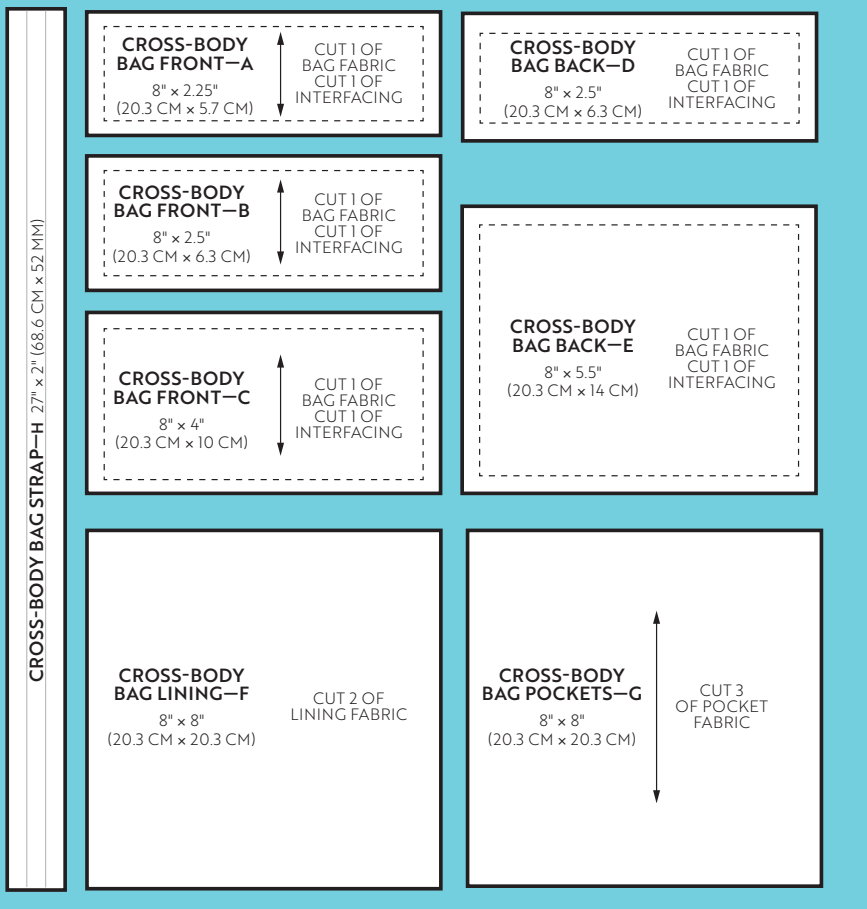 CROSS-BODY BAG STRAP—H 27" × 2" (68.6 CM × 52 MM)
CROSS-BODY
BAG FRONT—A
8" × 2.25"
(20.3 CM × 5.7 CM)
CUT 1 OF
BAG FABRIC
CUT 1 OF
INTERFACING
CROSS-BODY
BAG BACK—D
8" × 2.5"
(20.3 CM × 6.3 CM)
CUT 1 OF
BAG FABRIC
CUT 1 OF
INTERFACING
CROSS-BODY
BAG FRONT—B
8" × 2.5"
(20.3 CM × 6.3 CM)
CUT 1 OF
BAG FABRIC
CUT 1 OF
INTERFACING
CROSS-BODY
BAG FRONT—C
8" × 4"
(20.3 CM × 10 CM)
CUT 1 OF
BAG FABRIC
CUT 1 OF
INTERFACING
CROSS-BODY
BAG BACK—E
8" × 5.5"
(20.3 CM × 14 CM)
CUT 1 OF
BAG FABRIC
CUT 1 OF
INTERFACING
CROSS-BODY
BAG LINING—F
8" × 8"
(20.3 CM × 20.3 CM)
CUT 2 OF
LINING FABRIC
CROSS-BODY
BAG POCKETS—G
8" × 8"
(20.3 CM × 20.3 CM)
CUT 3
OF POCKET
FABRIC